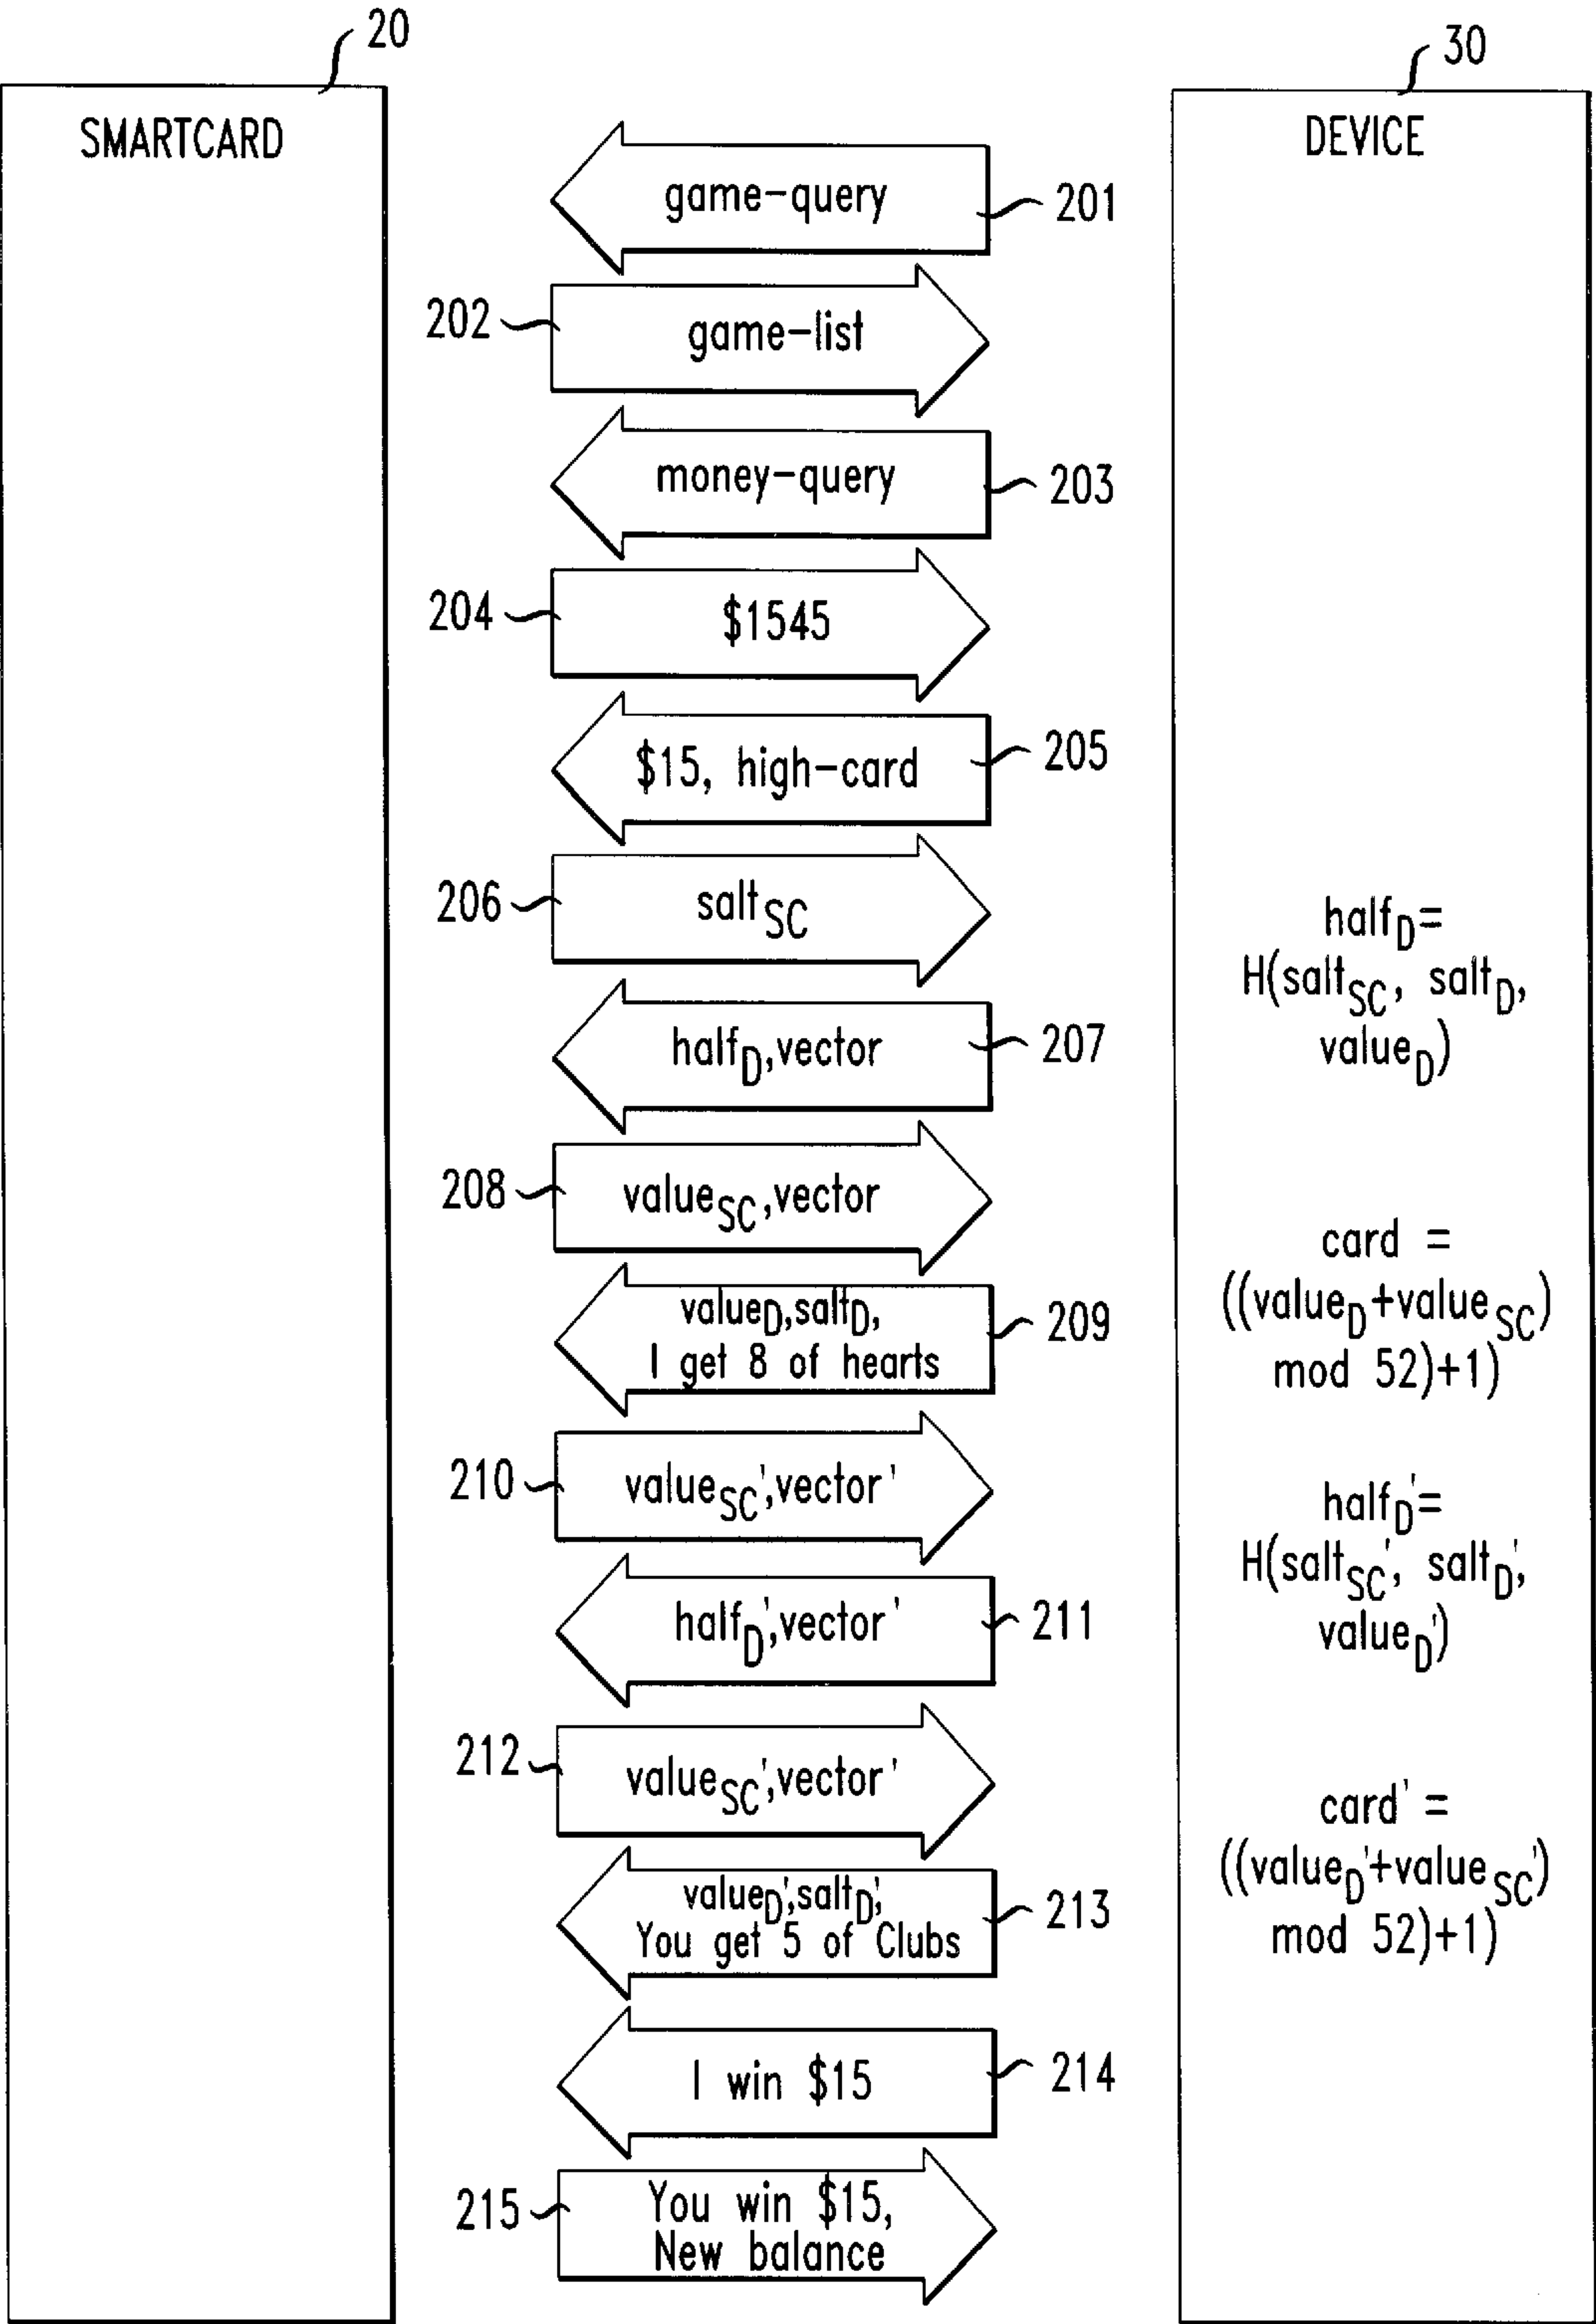 20
30
SMARTCARD
DEVICE
game-query
201
202
game-list
money-query
203
204
$1545
$15, high-card
205
206
saltSC
halfD=
H(saltSC, saltD,
valueD)
halfD,vector
207
208
valueSC,vector
card =
((valueD+valueSC)
mod 52)+1)
valueD,saltD,
I get 8 of hearts
209
210
valueSC',vector'
halfD'=
H(saltSC', saltD',
valueD')
halfD',vector'
211
212
valueSC',vector'
card' =
((valueD'+valueSC')
mod 52)+1)
valueD',saltD',
You get 5 of Clubs
213
I win $15
214
215
You win $15,
New balance